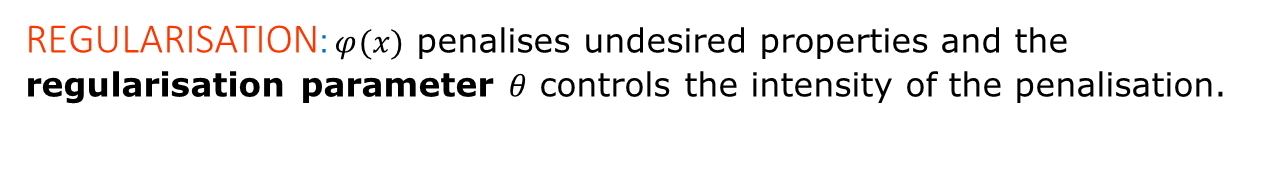 REGULARISATION: φ(x) penalises undesired properties and the
regularisation parameter θ controls the intensity of the penalisation.